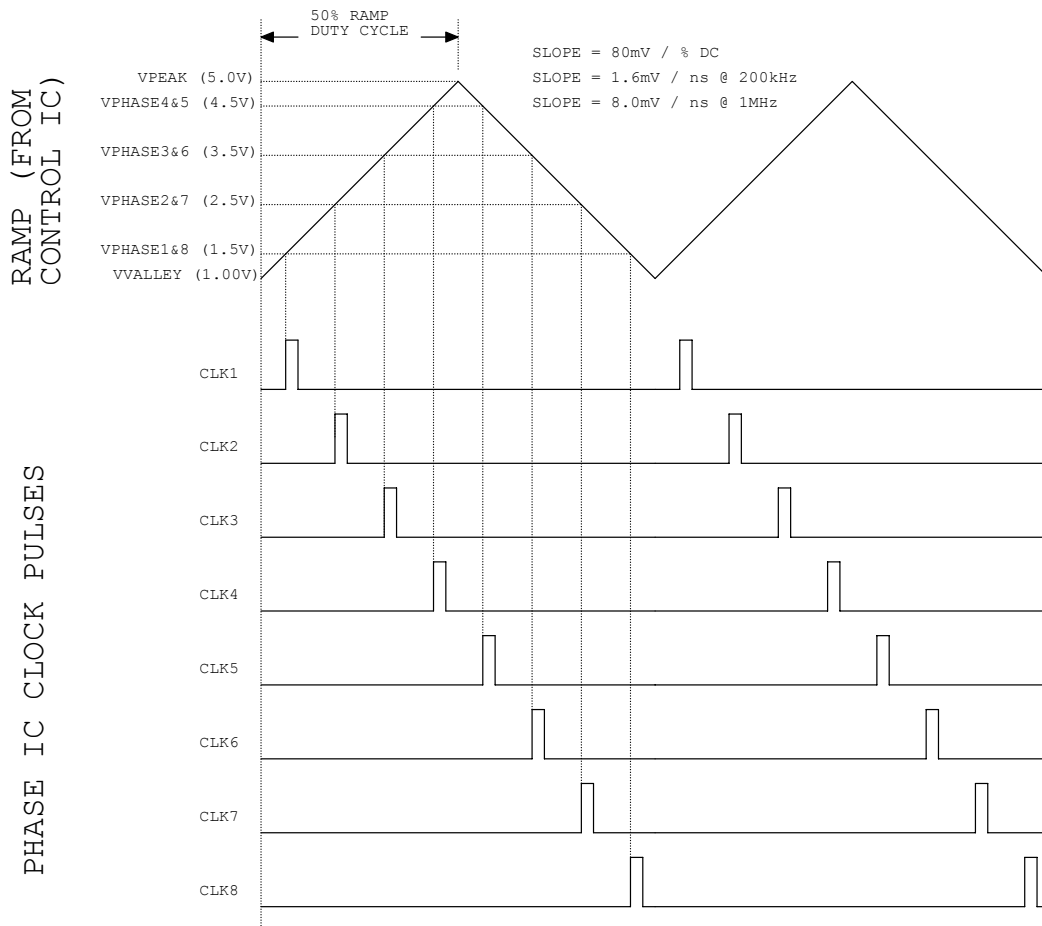 50% RAMP
DUTY CYCLE
SLOPE = 80mV / % DC
SLOPE = 1.6mV / ns @ 200kHz
SLOPE = 8.0mV / ns @ 1MHz
RAMP (FROM
CONTROL IC)
VPEAK (5.0V)
VPHASE4&5 (4.5V)
VPHASE3&6 (3.5V)
VPHASE2&7 (2.5V)
VPHASE1&8 (1.5V)
VVALLEY (1.00V)
PHASE IC CLOCK PULSES
CLK1
CLK2
CLK3
CLK4
CLK5
CLK6
CLK7
CLK8